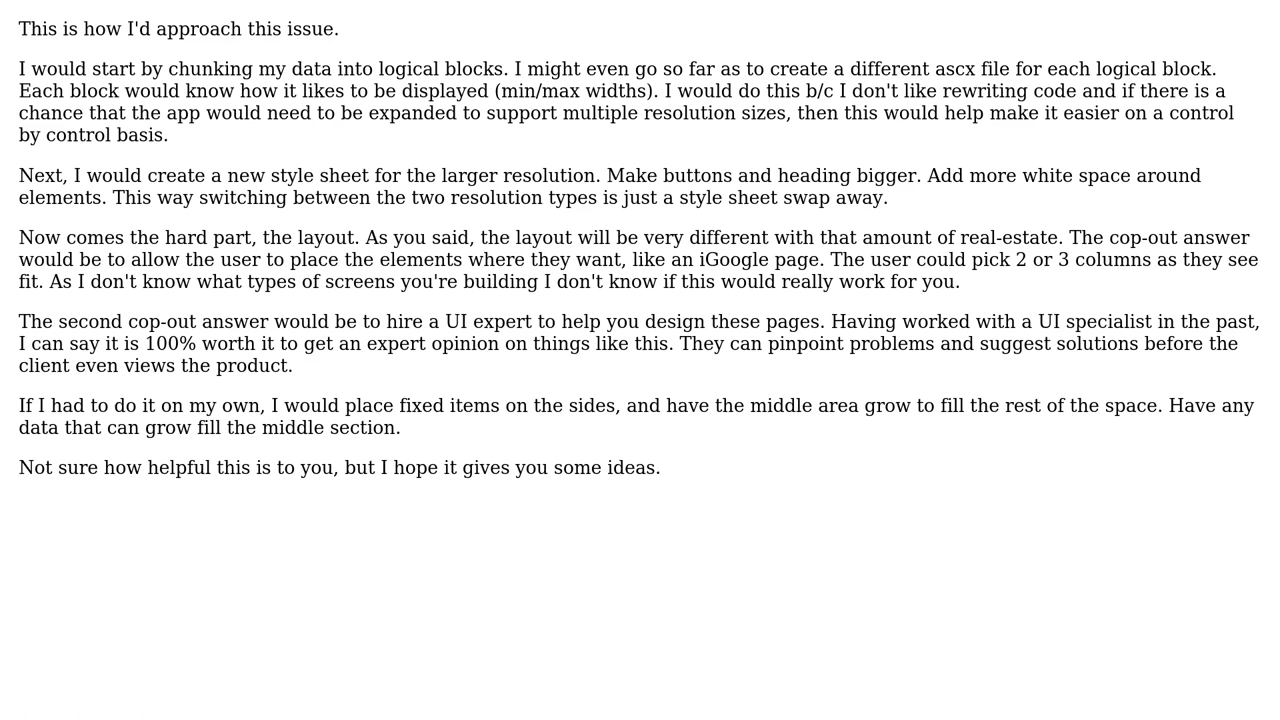 This is how I'd approach this issue.
I would start by chunking my data into logical blocks. I might even go so far as to create a different ascx file for each logical block.
Each block would know how it likes to be displayed (min/max widths). I would do this b/c I don't like rewriting code and if there is a
chance that the app would need to be expanded to support multiple resolution sizes, then this would help make it easier on a control
by control basis.
Next, I would create a new style sheet for the larger resolution. Make buttons and heading bigger. Add more white space around
elements. This way switching between the two resolution types is just a style sheet swap away.
Now comes the hard part, the layout. As you said, the layout will be very different with that amount of real-estate. The cop-out answer
would be to allow the user to place the elements where they want, like an iGoogle page. The user could pick 2 or 3 columns as they see
fit. As I don't know what types of screens you're building I don't know if this would really work for you.
The second cop-out answer would be to hire a UI expert to help you design these pages. Having worked with a UI specialist in the past,
I can say it is 100% worth it to get an expert opinion on things like this. They can pinpoint problems and suggest solutions before the
client even views the product.
If I had to do it on my own, I would place fixed items on the sides, and have the middle area grow to fill the rest of the space. Have any
data that can grow fill the middle section.
Not sure how helpful this is to you, but I hope it gives you some ideas.